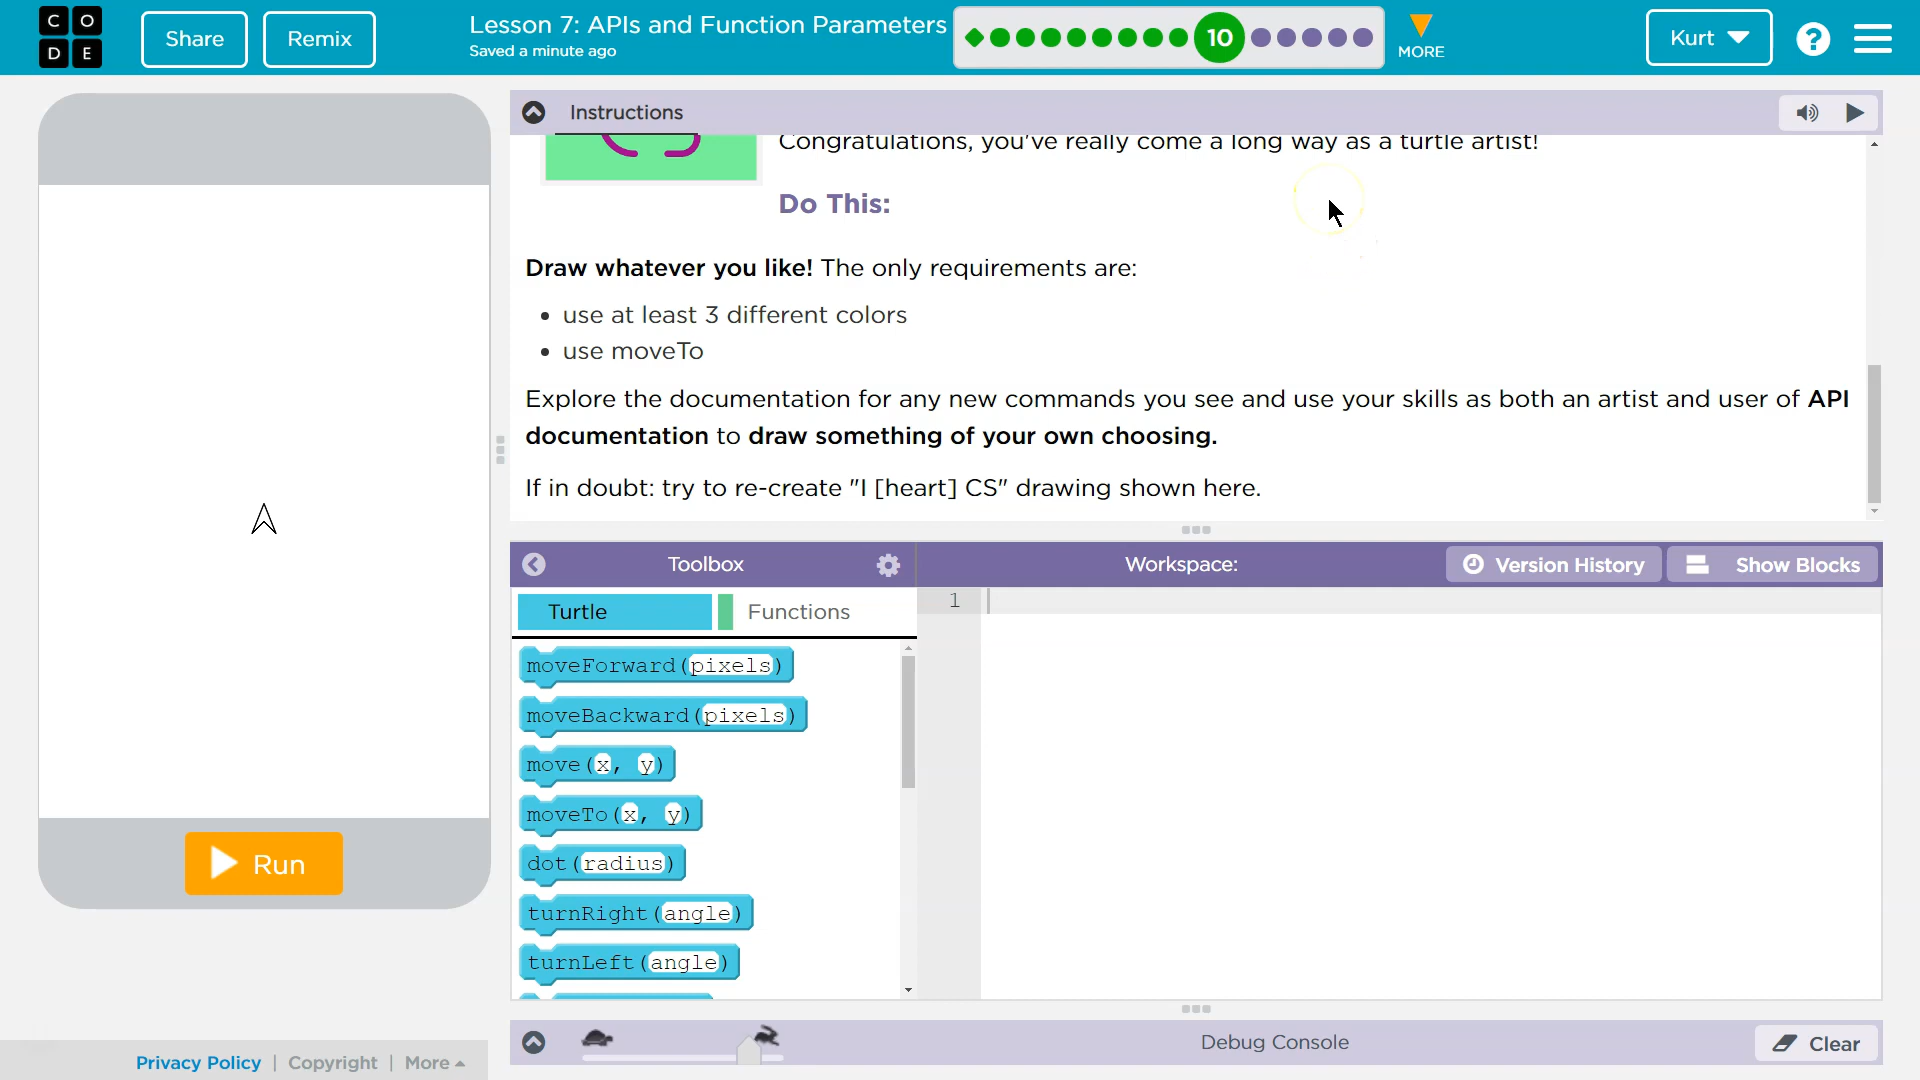 C O
D E
Share
Remix
Lesson 7: APIs and Function Parameters
Saved a minute ago
10
MORE
Kurt
?
Instructions
Congratulations, you've really come a long way as a turtle artist!
Do This:
Draw whatever you like! The only requirements are:
• use at least 3 different colors
• use moveTo
Explore the documentation for any new commands you see and use your skills as both an artist and user of API
documentation to draw something of your own choosing.
If in doubt: try to re-create "I [heart] CS" drawing shown here.
Toolbox
Workspace:
Version History
Show Blocks
Turtle
Functions
1
moveForward(pixels)
moveBackward(pixels)
move(x, y)
moveTo(x, y)
dot(radius)
turnRight(angle)
turnLeft(angle)
Run
Debug Console
Clear
Privacy Policy | Copyright | More